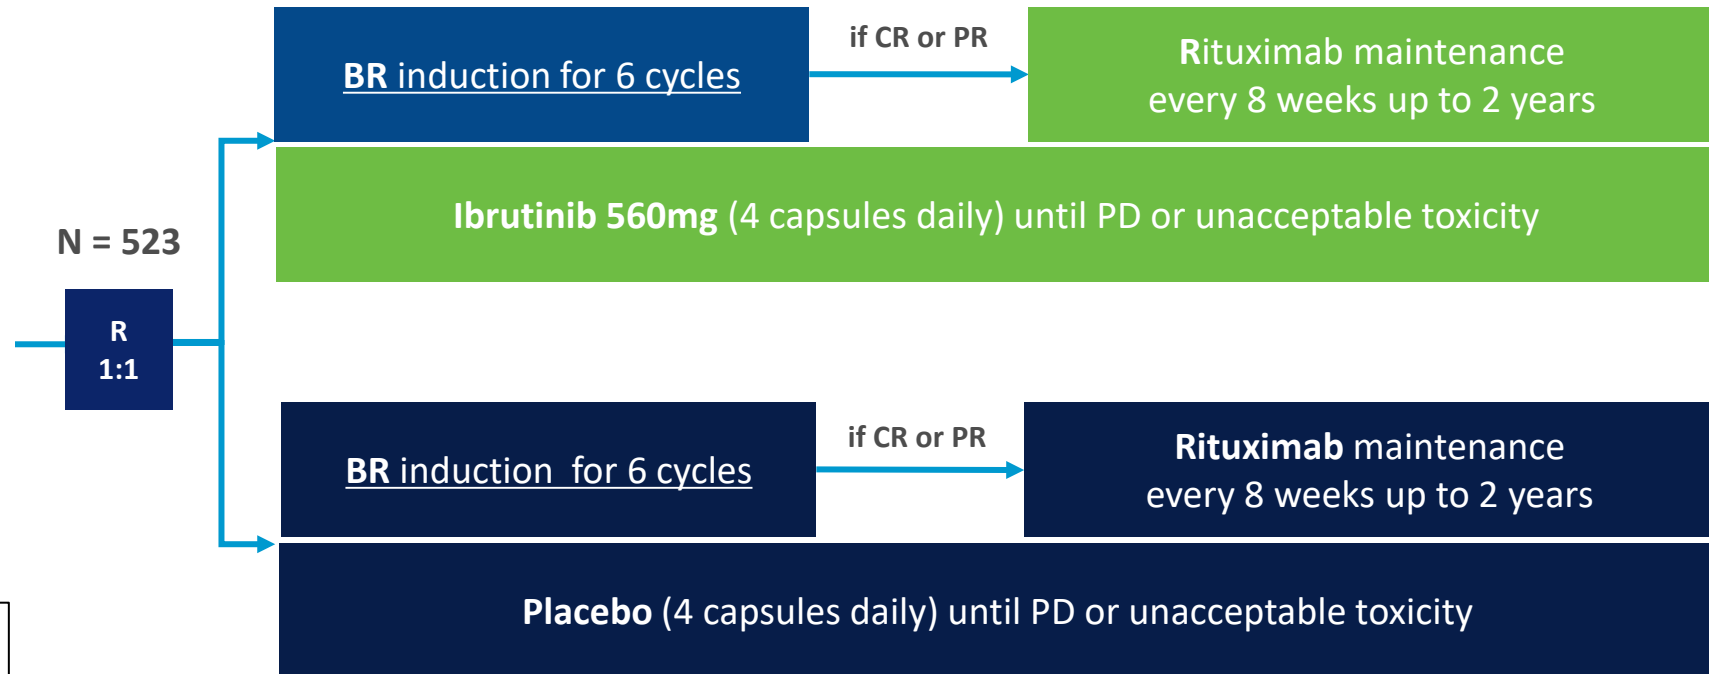 BR induction for 6 cycles
if CR or PR
Rituximab maintenance
every 8 weeks up to 2 years
Ibrutinib 560mg (4 capsules daily) until PD or unacceptable toxicity
N = 523
R
1:1
BR induction  for 6 cycles
if CR or PR
Rituximab maintenance
every 8 weeks up to 2 years
Placebo (4 capsules daily) until PD or unacceptable toxicity